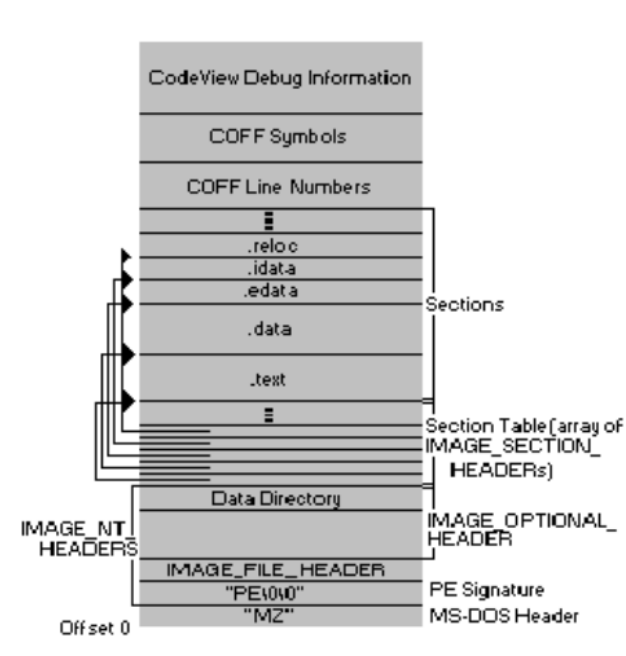 CodeView Debug Information
COFF Symbols
COFF Line Numbers
.reloc
.idata
.edata
Sections
.data
.text
Section Table(array of
IMAGE_SECTION_
HEADERs)
Data Directory
IMAGE_NT_
HEADERS
IMAGE_OPTIONAL_
HEADER
IMAGE_FILE_HEADER
"PE\0\0"
PE Signature
"MZ"
MS-DOS Header
Offset 0